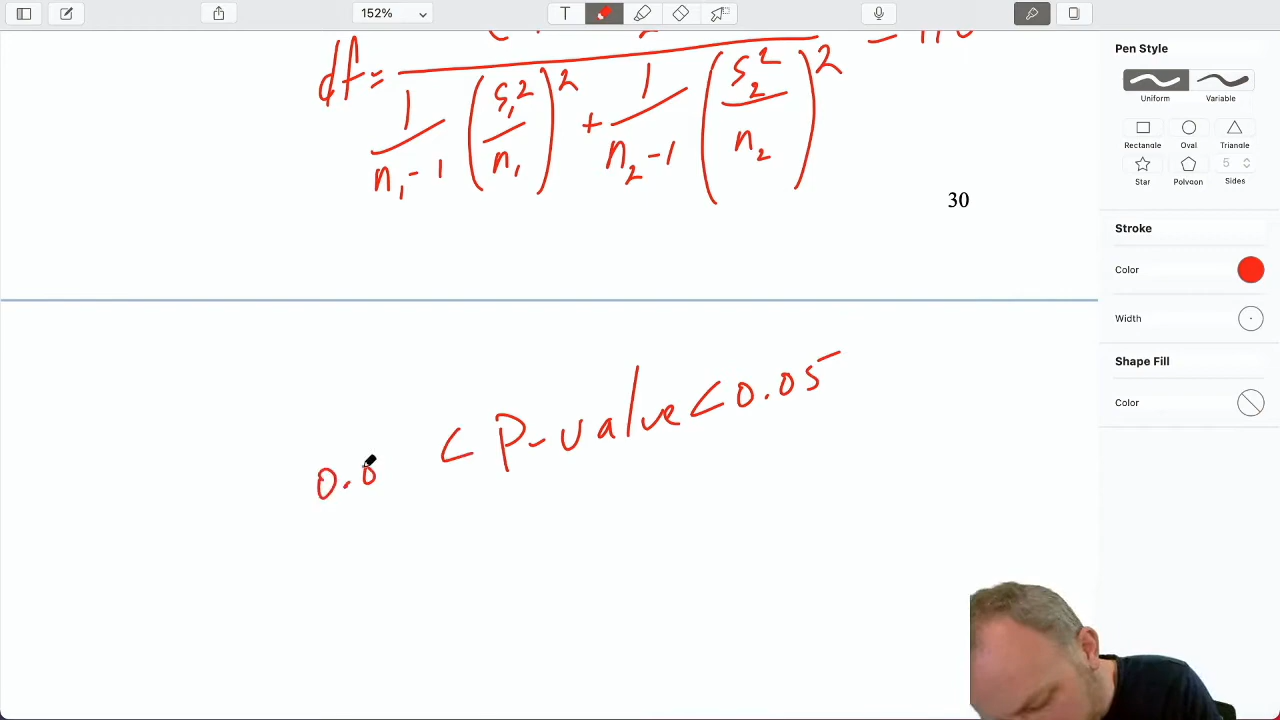 152%
T
df=
1/(n₁-1) (s₁²/n₁)² + 1/(n₂-1) (s₂²/n₂)²
30
0.0 < P-value < 0.05
Pen Style
Uniform Variable
Rectangle Oval Triangle
5
Star Polygon Sides
Stroke
Color
Width
Shape Fill
Color